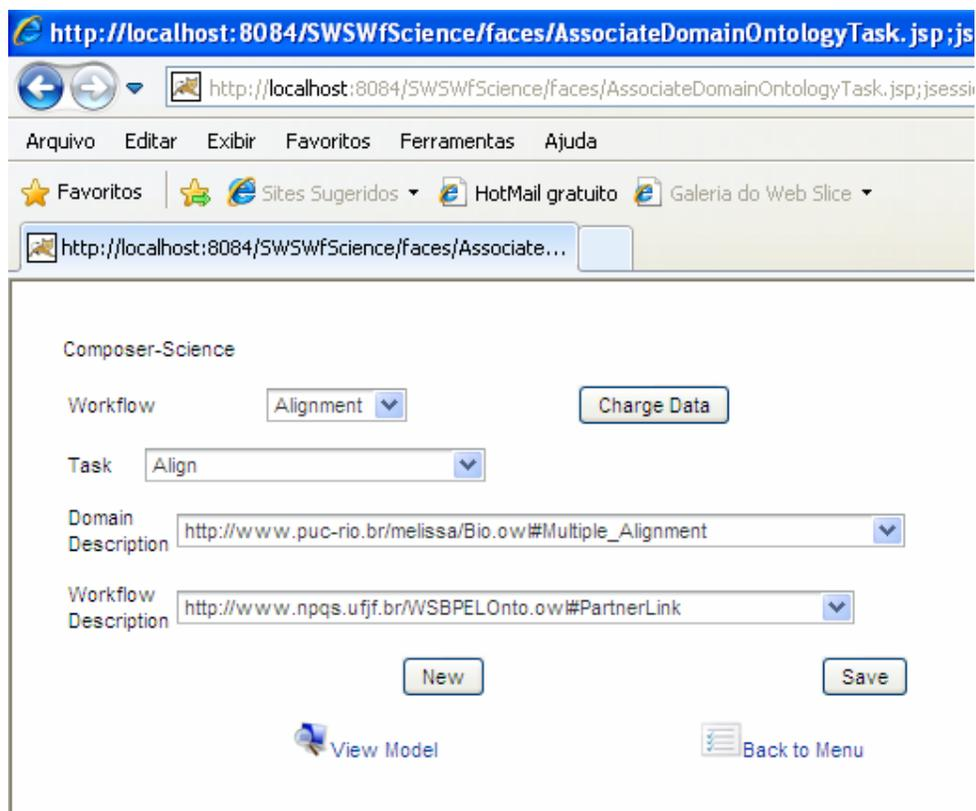 http://localhost:8084/SWSWfScience/faces/AssociateDomainOntologyTask.jsp;js
http://localhost:8084/SWSWfScience/faces/AssociateDomainOntologyTask.jsp;jsessi
Arquivo Editar Exibir Favoritos Ferramentas Ajuda
Favoritos Sites Sugeridos HotMail gratuito Galeria do Web Slice
http://localhost:8084/SWSWfScience/faces/Associate...
Composer-Science
Workflow Alignment Charge Data
Task Align
Domain
Description http://www.puc-rio.br/melissa/Bio.owl#Multiple_Alignment
Workflow
Description http://www.npqs.ufjf.br/WSBPELOnto.owl#PartnerLink
New Save
View Model Back to Menu